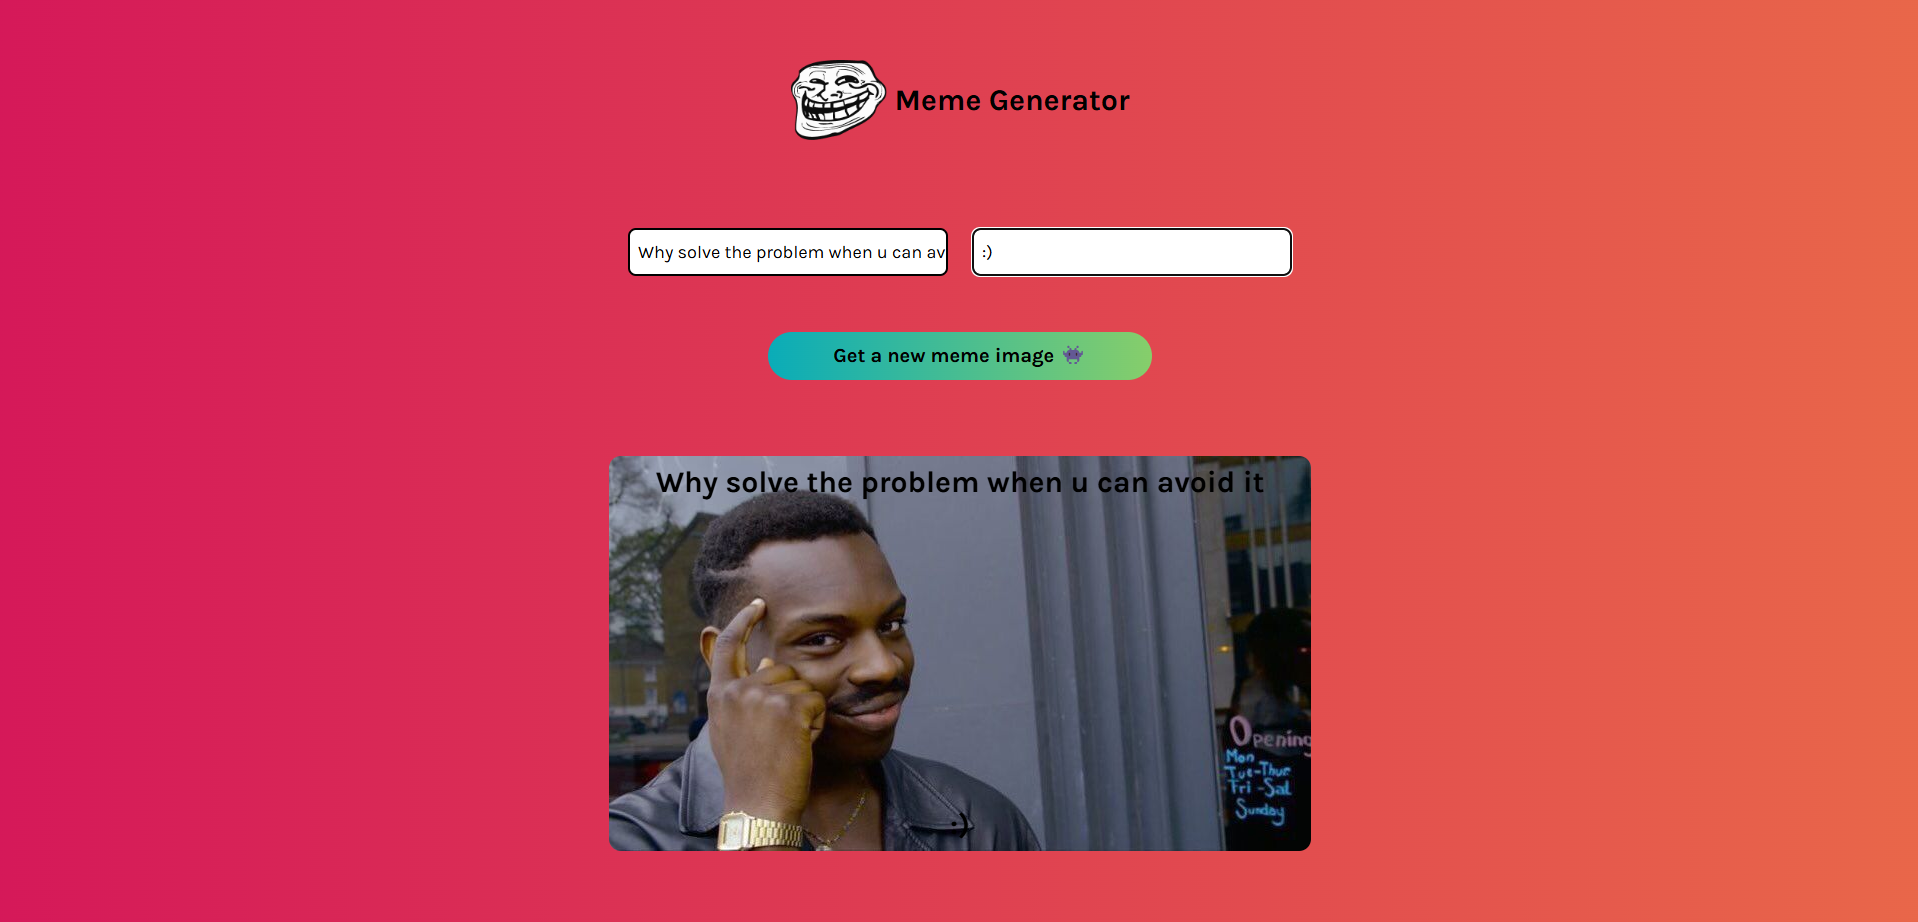 Meme Generator
Why solve the problem when u can av
:)
Get a new meme image
Why solve the problem when u can avoid it
Opening
Mon
Tue-Thur
Fri -Sat
Sunday
:)